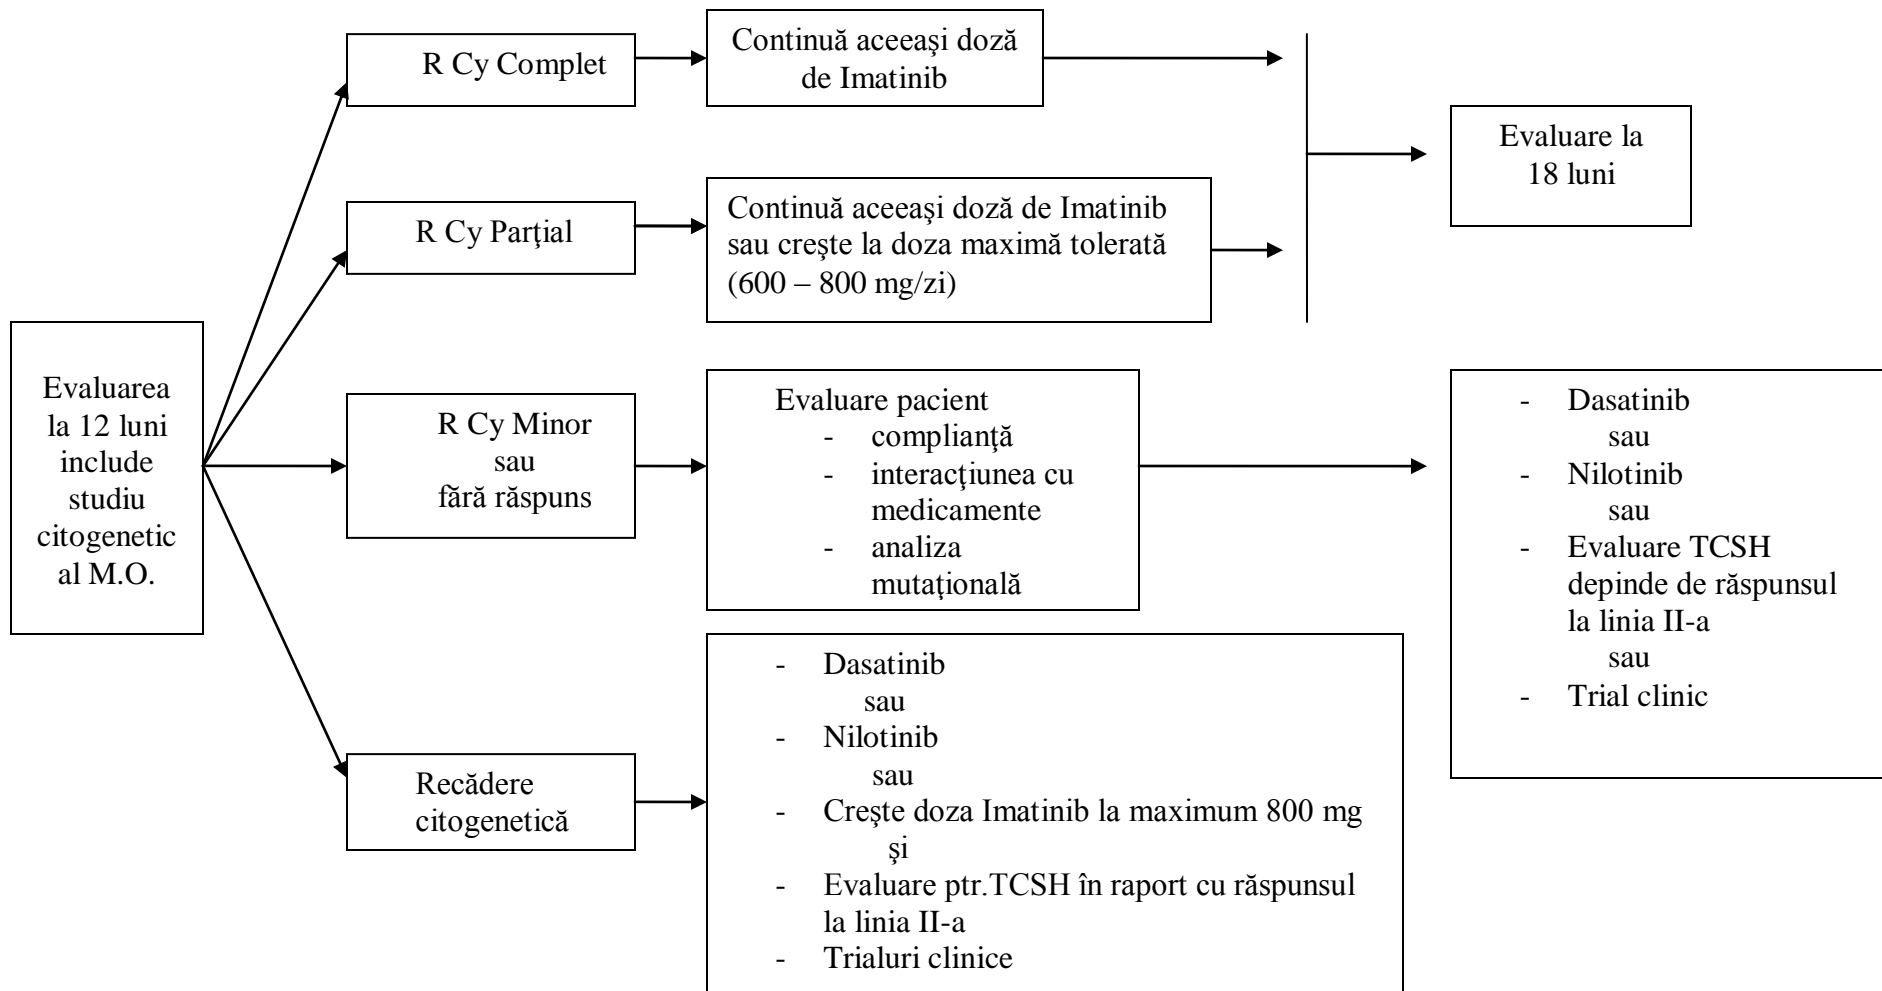 Evaluarea
la 12 luni
include
studiu
citogenetic
al M.O.
R Cy Complet
Continuă aceeaşi doză
de Imatinib
R Cy Parţial
Continuă aceeaşi doză de Imatinib
sau creşte la doza maximă tolerată
(600 – 800 mg/zi)
Evaluare la
18 luni
R Cy Minor
sau
fără răspuns
Evaluare pacient
- complianţă
- interacţiunea cu
medicamente
- analiza
mutaţională
- Dasatinib
sau
- Nilotinib
sau
- Evaluare TCSH
depinde de răspunsul
la linia II-a
sau
- Trial clinic
Recădere
citogenetică
- Dasatinib
sau
- Nilotinib
sau
- Creşte doza Imatinib la maximum 800 mg
şi
- Evaluare ptr.TCSH în raport cu răspunsul
la linia II-a
- Trialuri clinice